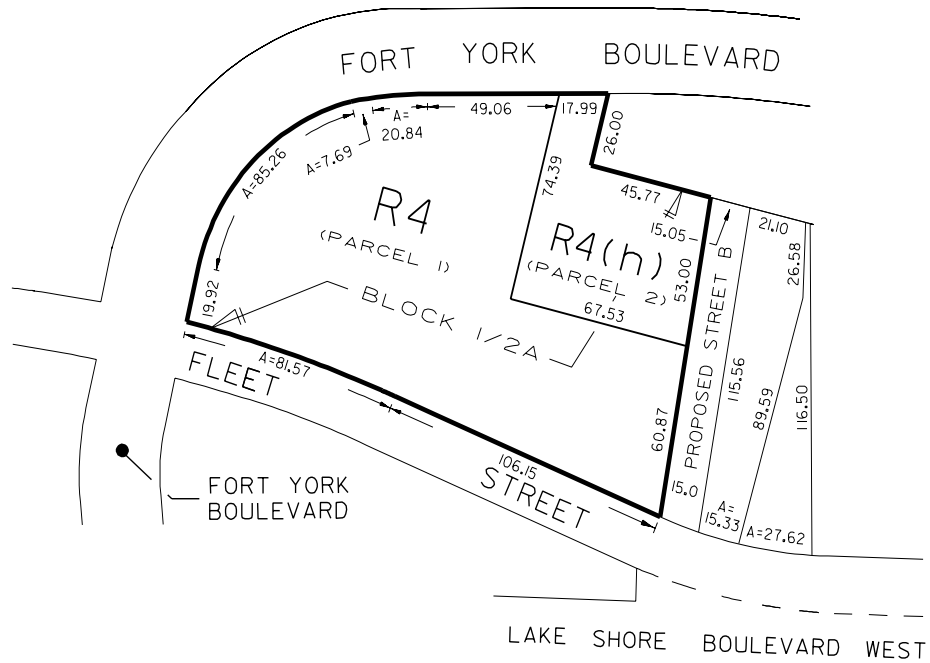 FORT YORK BOULEVARD
49.06
17.99
A=
20.84
26.00
A=7.69
A=85.26
74.39
45.77
R4
(PARCEL 1)
R4(h)
(PARCEL 2)
15.05
21.10
26.58
53.00
67.53
19.92
BLOCK 1/2A
PROPOSED STREET B
115.56
89.59
116.50
A=81.57
FLEET STREET
106.15
60.87
15.0
A=
15.33
A=27.62
FORT YORK
BOULEVARD
LAKE SHORE BOULEVARD WEST